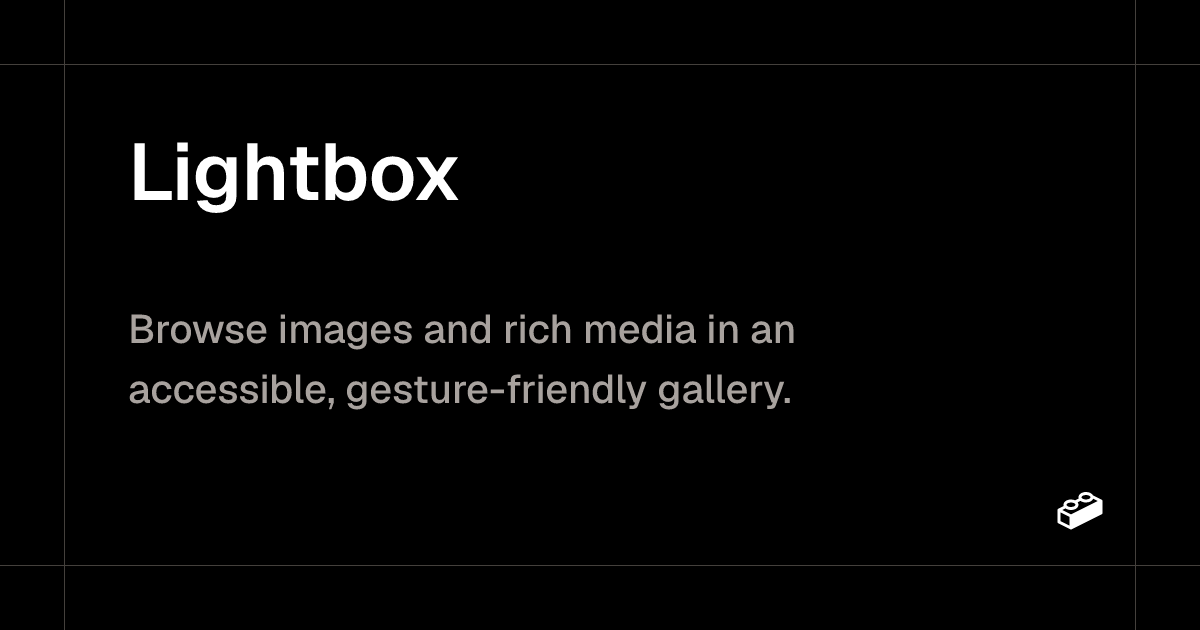 Lightbox
Browse images and rich media in an
accessible, gesture-friendly gallery.